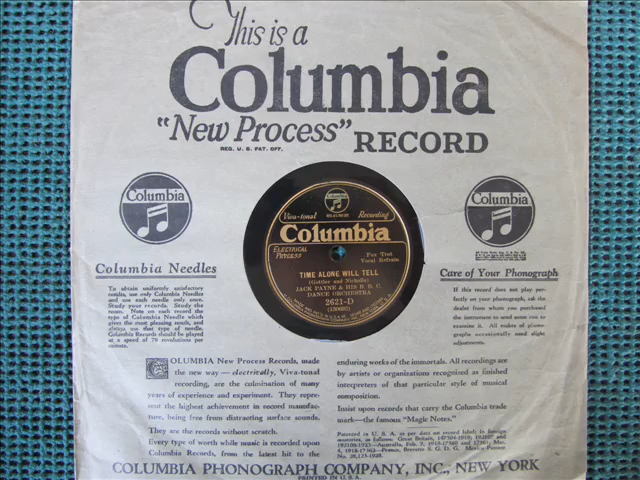 This is a
Columbia
"New Process" RECORD
REG. U. S. PAT. OFF.
Columbia
Columbia Needles
To obtain uniformly satisfactory
results, use only Columbia Needles
and use each needle only once.
Study your records. Study the
room. Note on each record the
type of Columbia Needle which
gives the most pleasing result, and
always use that type of needle.
Columbia Records should be played
at a speed of 78 revolutions per
minute.
Viva-tonal Recording
Columbia
ELECTRICAL
PROCESS
Fox Trot
Vocal Refrain
TIME ALONE WILL TELL
(Gottler and Nicholls)
JACK PAYNE & HIS B. B. C.
DANCE ORCHESTRA
2621-D
Columbia
Care of Your Phonograph
If this record does not play per-
fectly on your phonograph, ask the
dealer from whom you purchased
the instrument to send some one to
examine it. All makes of phono-
graphs occasionally need slight
adjustments.
COLUMBIA New Process Records, made
the new way—electrically, Viva-tonal
recording, are the culmination of many
years of experience and experiment. They repre-
sent the highest achievement in record manufac-
ture, being free from distracting surface sounds.
They are the records without scratch.
Every type of worth while music is recorded upon
Columbia Records, from the latest hit to the
enduring works of the immortals. All recordings are
by artists or organizations recognized as finished
interpreters of that particular style of musical
composition.
Insist upon records that carry the Columbia trade
mark—the famous "Magic Notes."
COLUMBIA PHONOGRAPH COMPANY, INC., NEW YORK
PRINTED IN U.S.A.